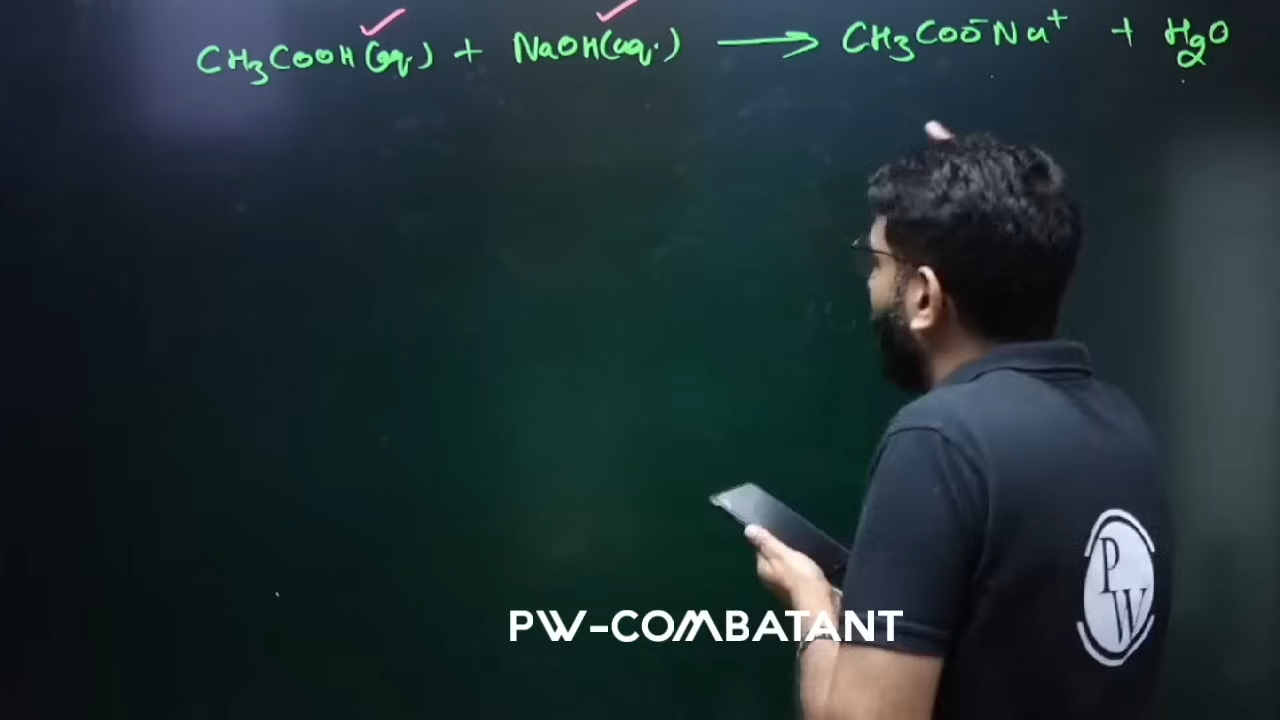 CH₃COOH(aq.) + NaOH(aq.) ⟶ CH₃COO⁻Na⁺ + H₂O
PW
PW-COMBATANT